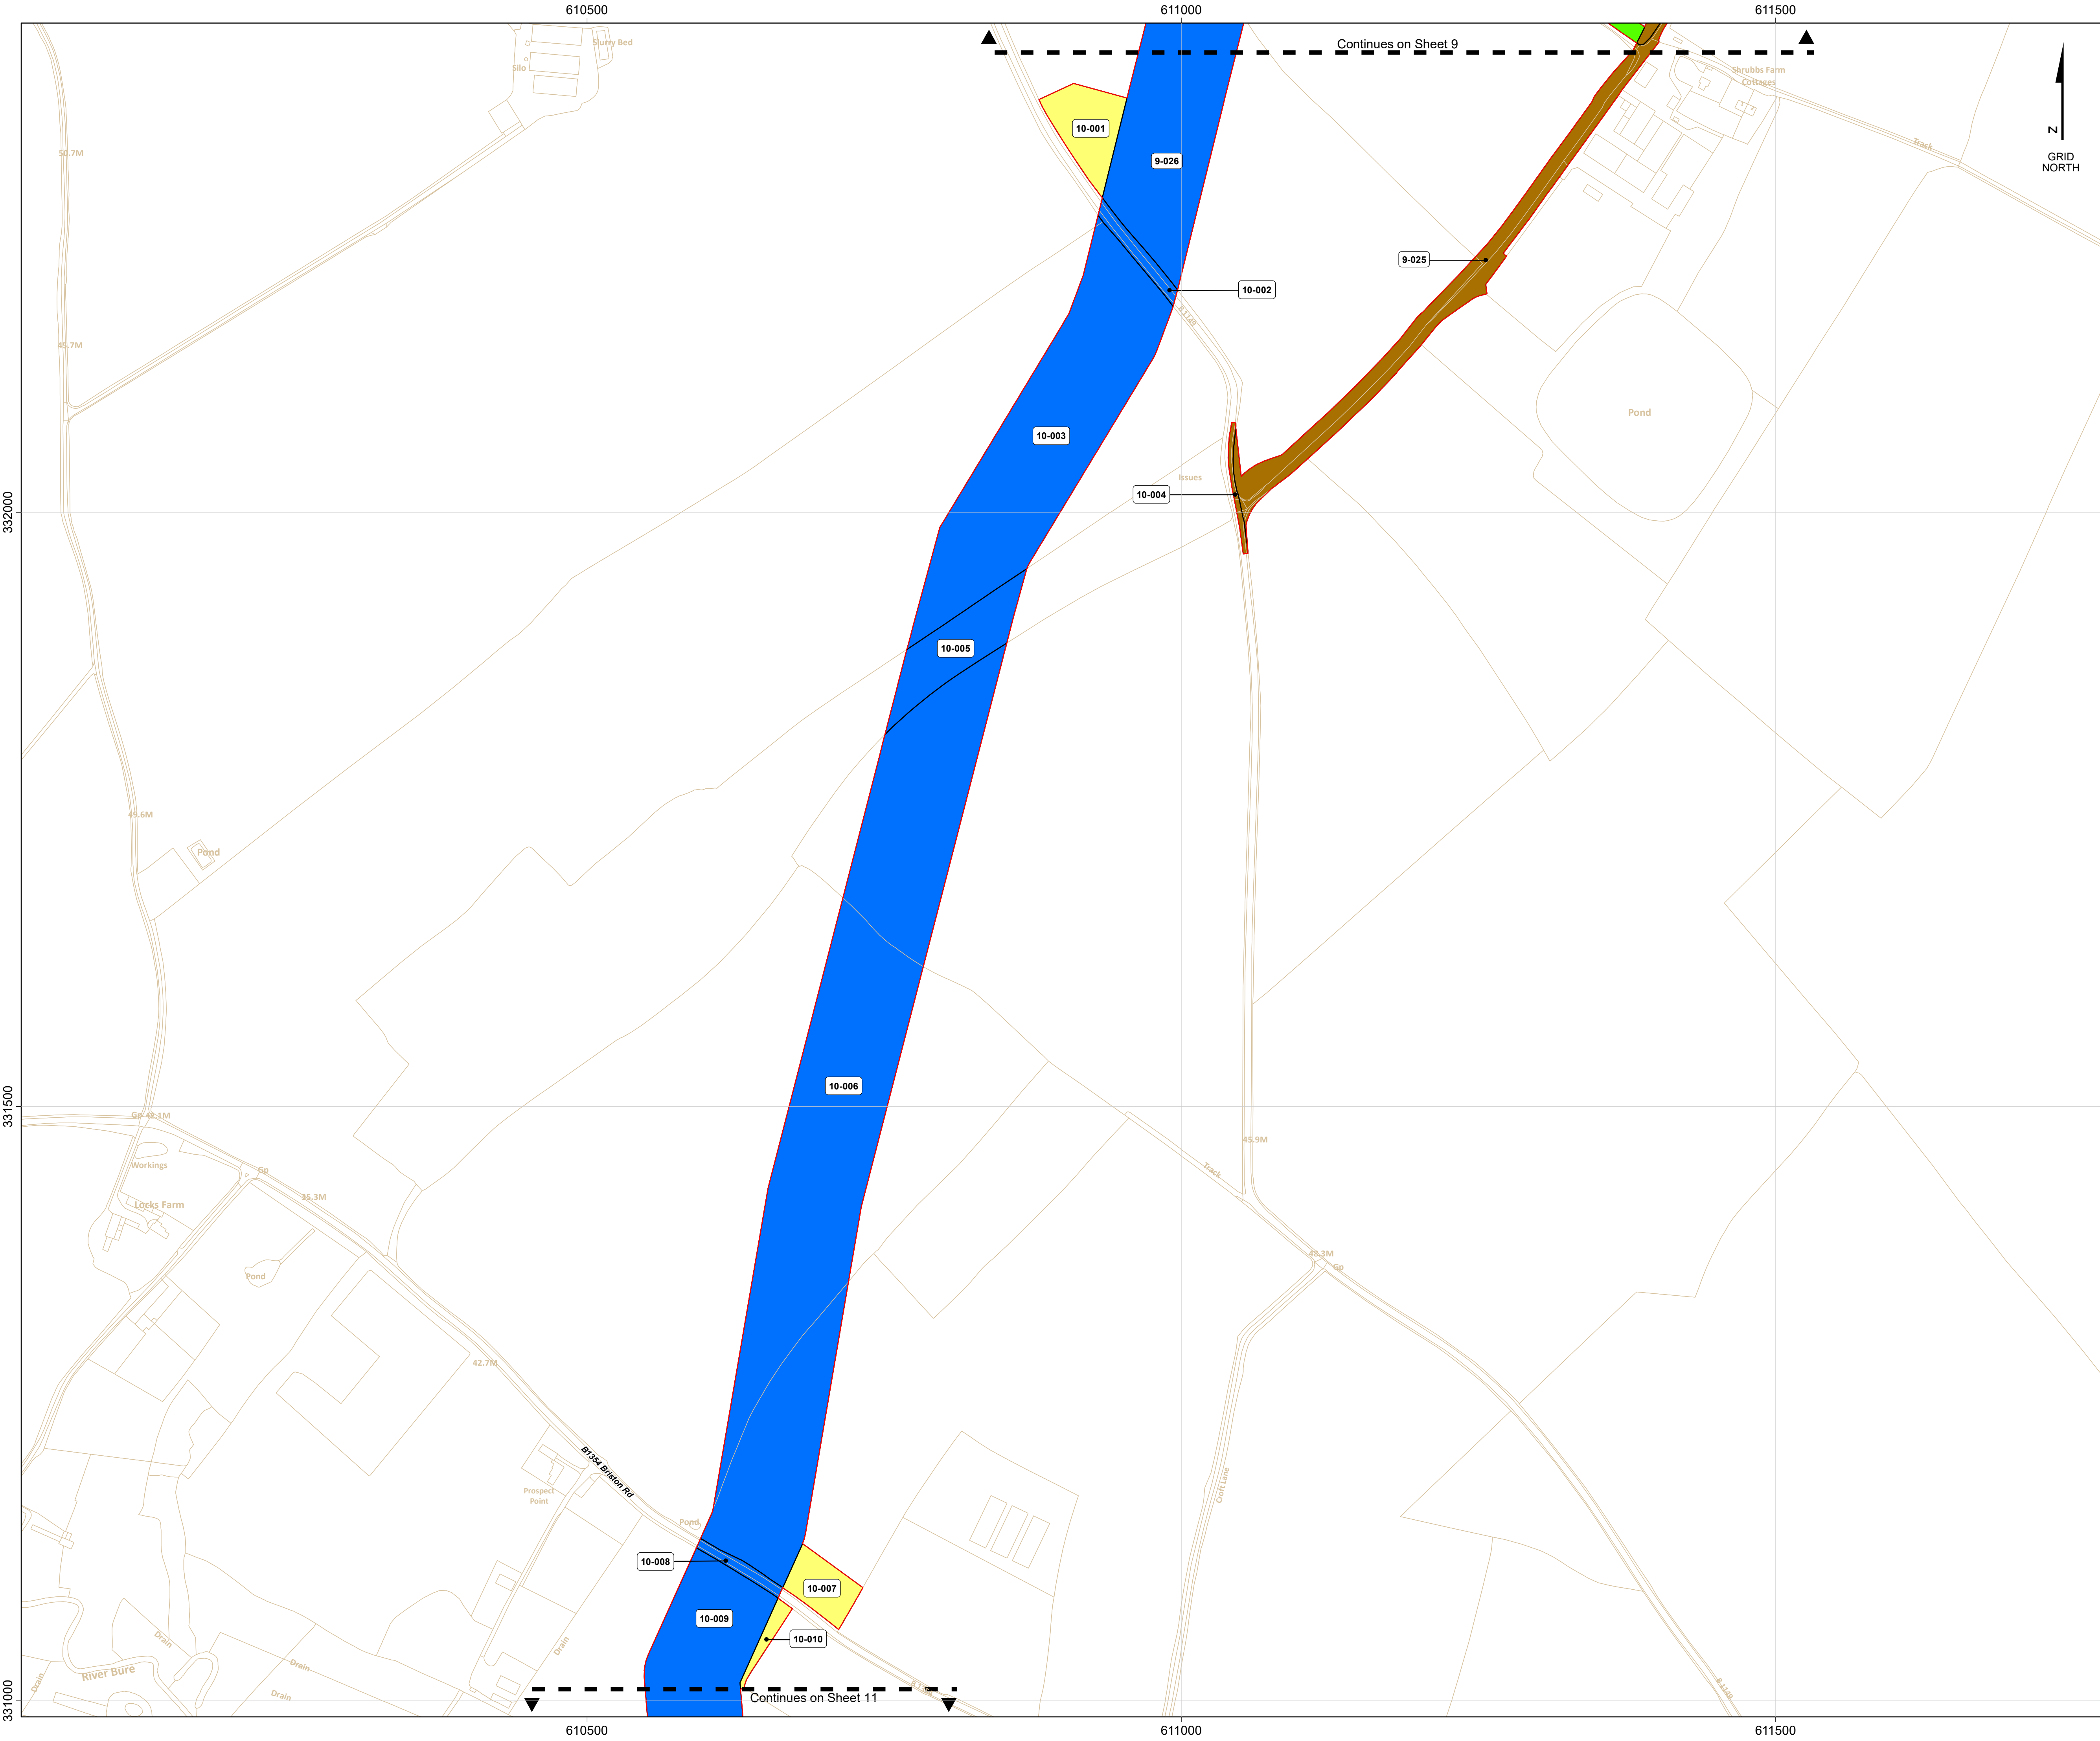 610500
611000
611500
Continues on Sheet 9
Slurry Bed
Silo
Shrubbs Farm
Cottages
N
GRID
NORTH
10-001
50.7M
Track
9-026
9-025
10-002
B1149
45.7M
Pond
10-003
Issues
10-004
332000
10-005
49.6M
Pond
10-006
331500
Gp 48.1M
45.9M
Workings
Gp
Track
35.3M
Locks Farm
48.3M
Gp
Pond
42.7M
B1354 Briston Rd
Croft Lane
Prospect
Point
Pond
10-008
10-007
10-009
10-010
Drain
Drain
Drain
River Bure
Drain
Drain
B1149
331000
Continues on Sheet 11
610500
611000
611500